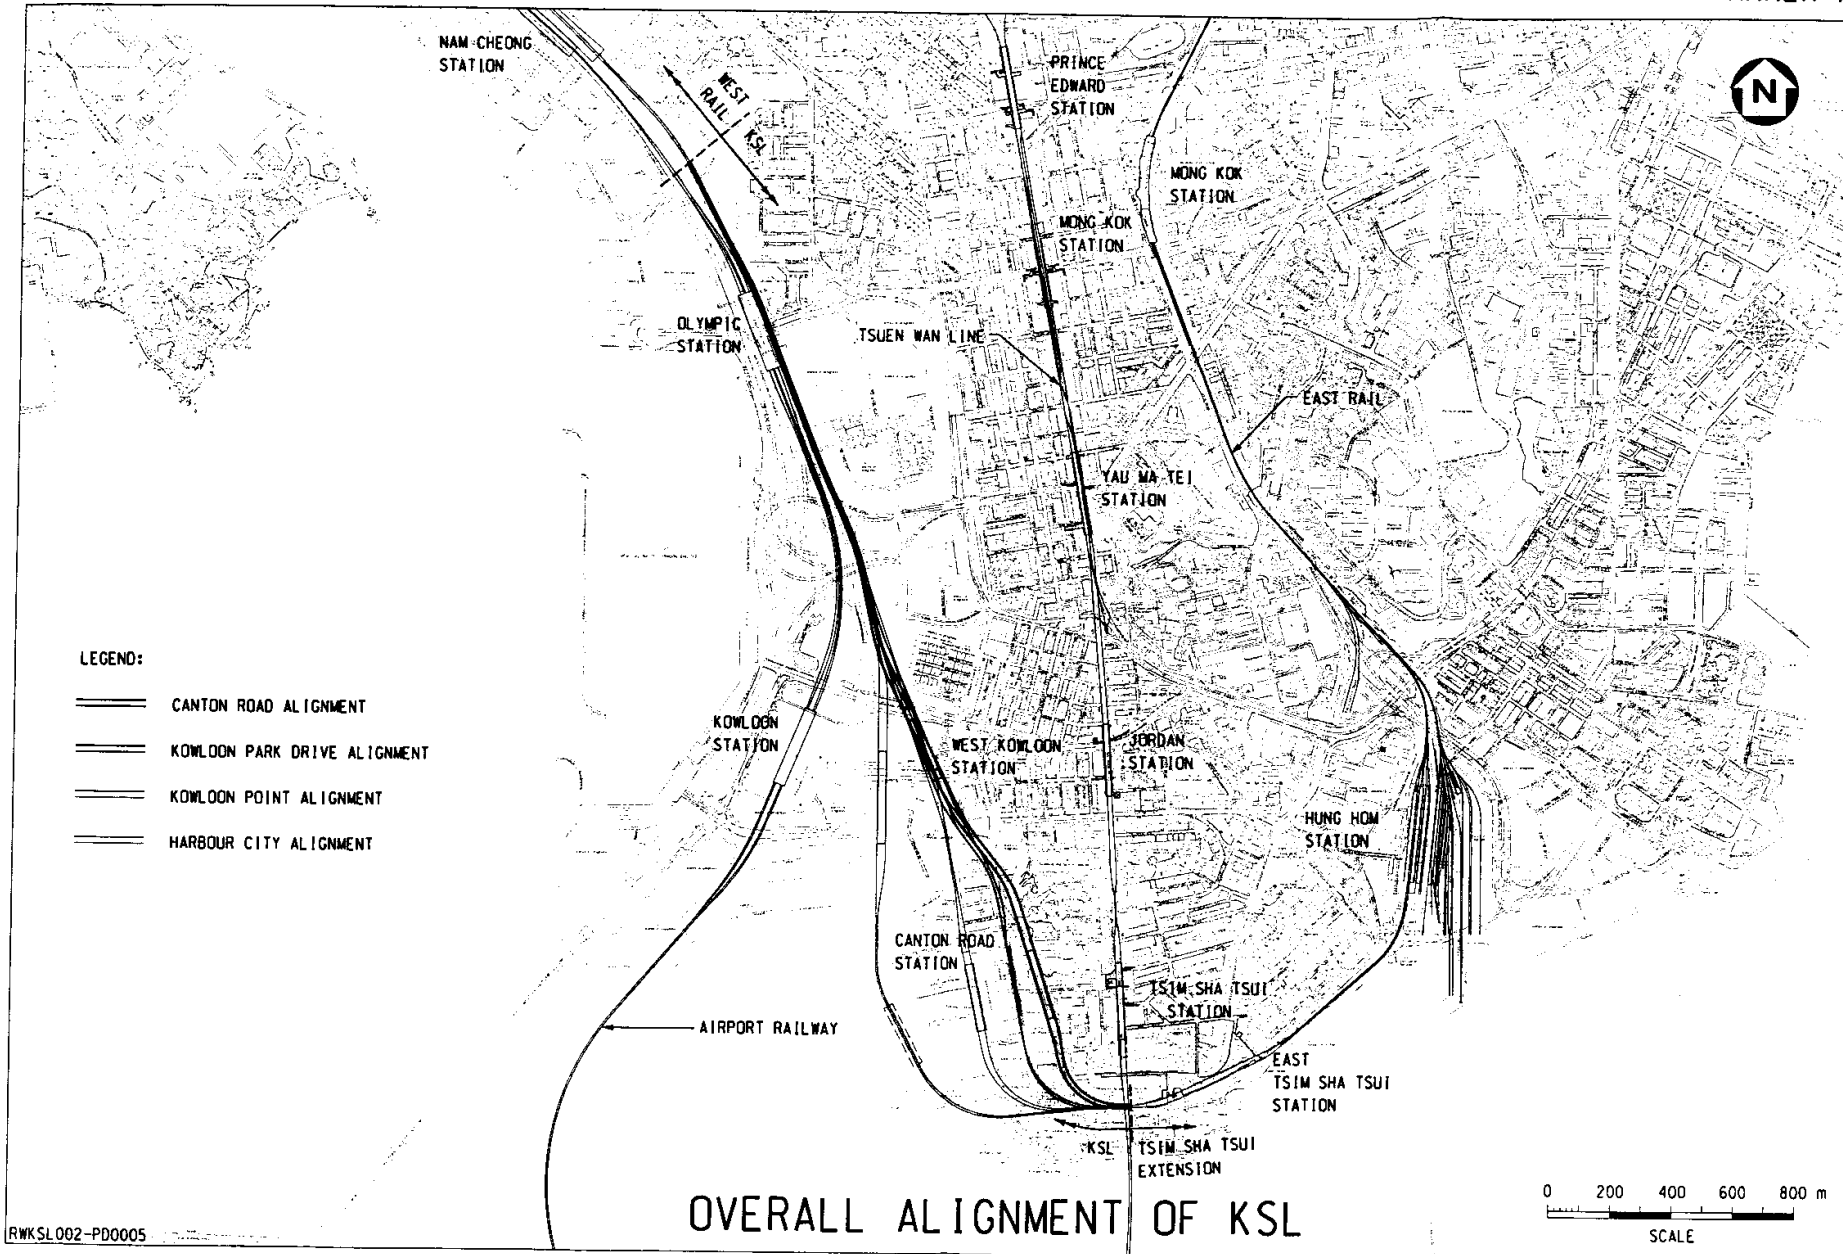 NAM CHEONG
STATION
WEST
RAIL
KSL
PRINCE
EDWARD
STATION
N
MONG KOK
STATION
MONG KOK
STATION
OLYMPIC
STATION
TSUEN WAN LINE
EAST RAIL
YAU MA TEI
STATION
LEGEND:
CANTON ROAD ALIGNMENT
KOWLOON PARK DRIVE ALIGNMENT
KOWLOON POINT ALIGNMENT
HARBOUR CITY ALIGNMENT
KOWLOON
STATION
WEST KOWLOON
STATION
JORDAN
STATION
HUNG HOM
STATION
CANTON ROAD
STATION
TSIM SHA TSUI
STATION
AIRPORT RAILWAY
EAST
TSIM SHA TSUI
STATION
KSL
TSIM SHA TSUI
EXTENSION
OVERALL ALIGNMENT OF KSL
0 200 400 600 800 m
SCALE
RWKSL002-PD0005